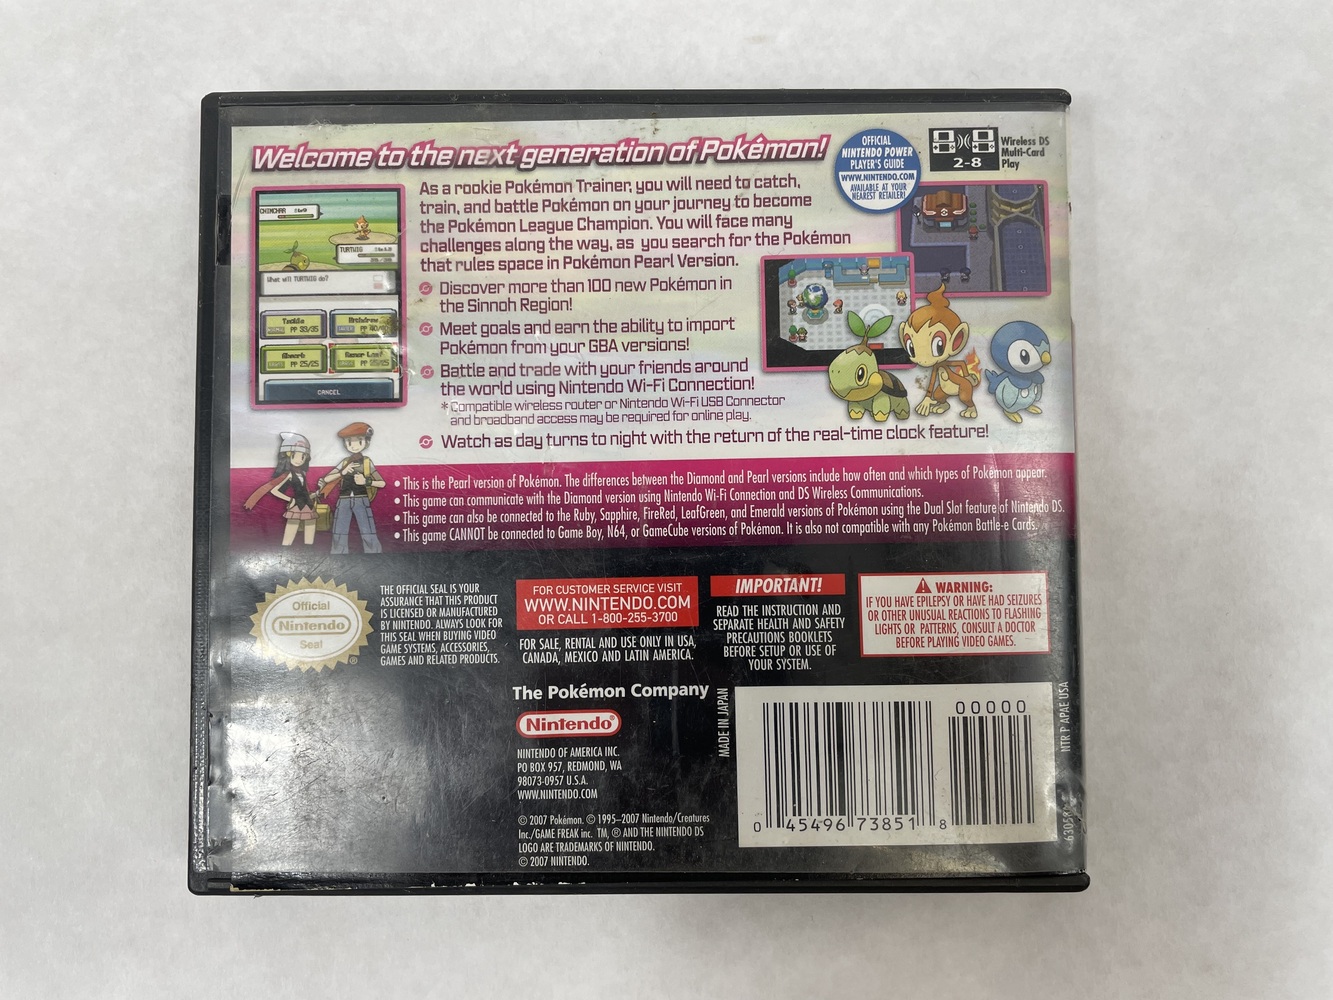 Welcome to the next generation of Pokémon!
OFFICIAL
NINTENDO POWER
PLAYER'S GUIDE
WWW.NINTENDO.COM
AVAILABLE AT YOUR
NEAREST RETAILER!
2-8
Wireless DS
Multi-Card
Play
As a rookie Pokémon Trainer, you will need to catch,
train, and battle Pokémon on your journey to become
the Pokémon League Champion. You will face many
challenges along the way, as you search for the Pokémon
that rules space in Pokémon Pearl Version.
Discover more than 100 new Pokémon in
the Sinnoh Region!
Meet goals and earn the ability to import
Pokémon from your GBA versions!
Battle and trade with your friends around
the world using Nintendo Wi-Fi Connection!
* Compatible wireless router or Nintendo Wi-Fi USB Connector
and broadband access may be required for online play.
Watch as day turns to night with the return of the real-time clock feature!
CHIMCHAR
TURTWIG
What will TURTWIG do?
Tackle
PP 33/35
Withdraw
Absorb
PP 25/25
Razor Leaf
CANCEL
• This is the Pearl version of Pokémon. The differences between the Diamond and Pearl versions include how often and which types of Pokémon appear.
• This game can communicate with the Diamond version using Nintendo Wi-Fi Connection and DS Wireless Communications.
• This game can also be connected to the Ruby, Sapphire, FireRed, LeafGreen, and Emerald versions of Pokémon using the Dual Slot feature of Nintendo DS.
• This game CANNOT be connected to Game Boy, N64, or GameCube versions of Pokémon. It is also not compatible with any Pokémon Battle-e Cards.
Official
Nintendo
Seal
®
THE OFFICIAL SEAL IS YOUR
ASSURANCE THAT THIS PRODUCT
IS LICENSED OR MANUFACTURED
BY NINTENDO. ALWAYS LOOK FOR
THIS SEAL WHEN BUYING VIDEO
GAME SYSTEMS, ACCESSORIES,
GAMES AND RELATED PRODUCTS.
FOR CUSTOMER SERVICE VISIT
WWW.NINTENDO.COM
OR CALL 1-800-255-3700
FOR SALE, RENTAL AND USE ONLY IN USA,
CANADA, MEXICO AND LATIN AMERICA.
IMPORTANT!
READ THE INSTRUCTION AND
SEPARATE HEALTH AND SAFETY
PRECAUTIONS BOOKLETS
BEFORE SETUP OR USE OF
YOUR SYSTEM.
WARNING:
IF YOU HAVE EPILEPSY OR HAVE HAD SEIZURES
OR OTHER UNUSUAL REACTIONS TO FLASHING
LIGHTS OR PATTERNS, CONSULT A DOCTOR
BEFORE PLAYING VIDEO GAMES.
The Pokémon Company
Nintendo®
NINTENDO OF AMERICA INC.
PO BOX 957, REDMOND, WA
98073-0957 U.S.A.
WWW.NINTENDO.COM
© 2007 Pokémon. © 1995–2007 Nintendo/Creatures
Inc./GAME FREAK inc. TM, ® AND THE NINTENDO DS
LOGO ARE TRADEMARKS OF NINTENDO.
© 2007 NINTENDO.
MADE IN JAPAN
00000
0 45496 73851 8
NTR P APAE USA